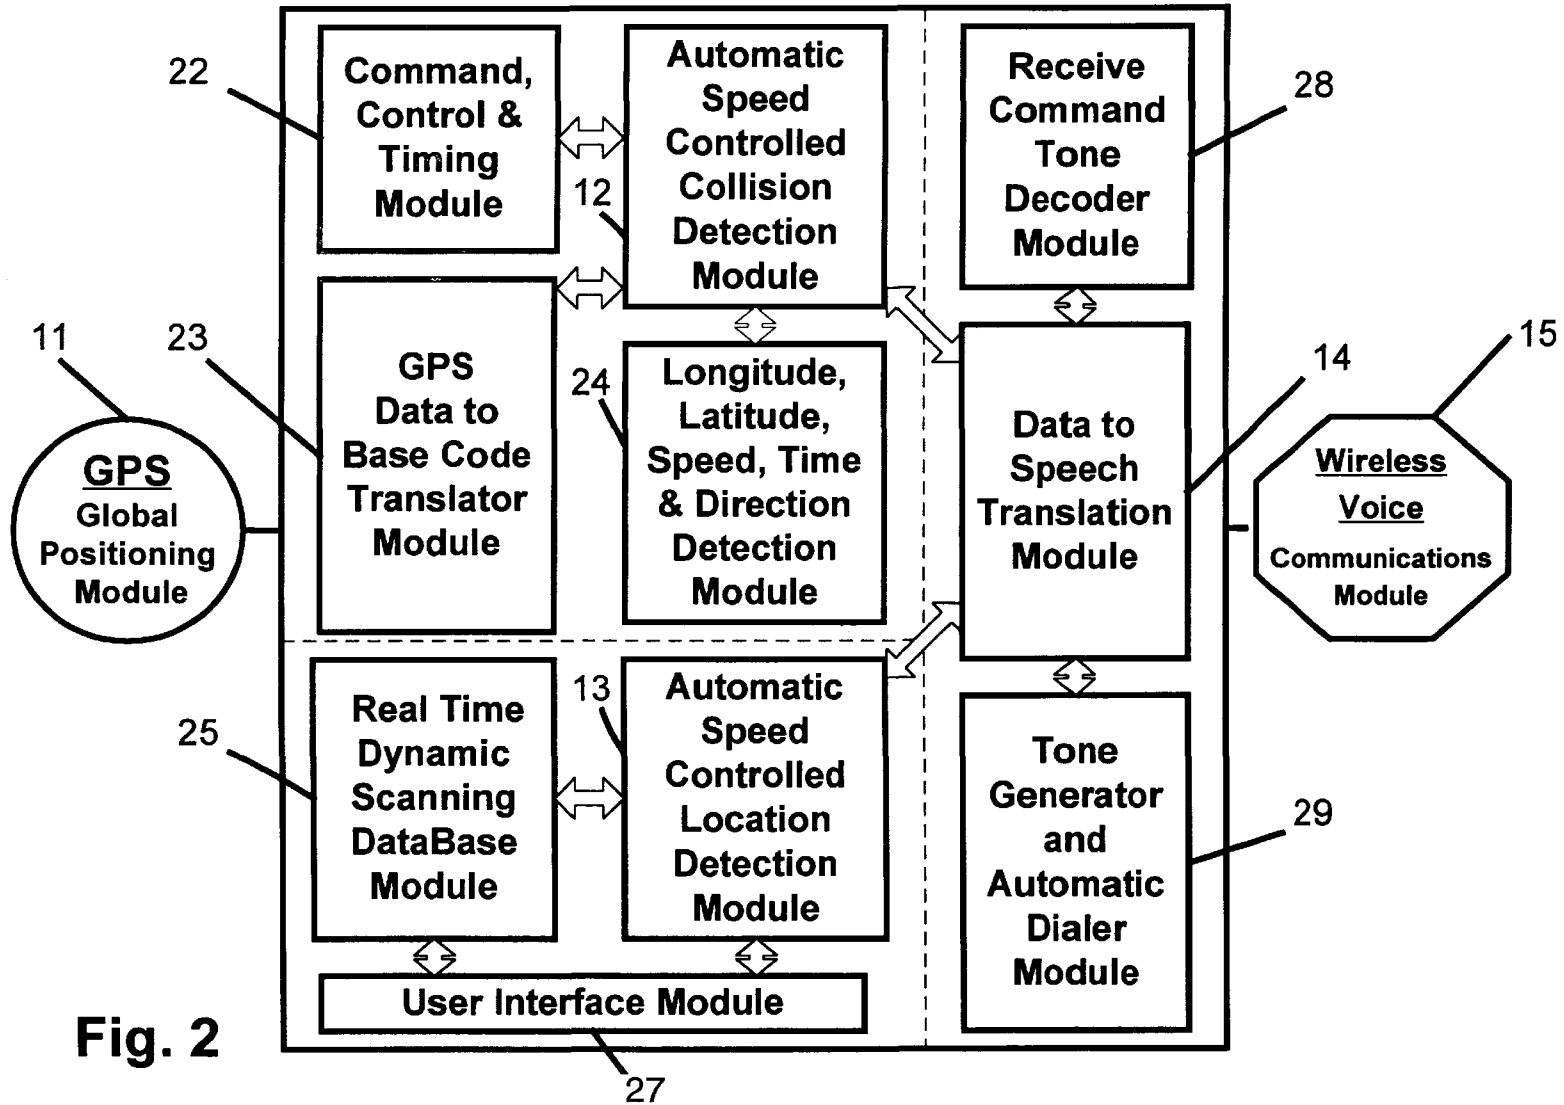 22
Command,
Control &
Timing
Module
12
Automatic
Speed
Controlled
Collision
Detection
Module
Receive
Command
Tone
Decoder
Module
28
11
GPS
Global
Positioning
Module
23
GPS
Data to
Base Code
Translator
Module
24
Longitude,
Latitude,
Speed, Time
& Direction
Detection
Module
Data to
Speech
Translation
Module
14
15
Wireless
Voice
Communications
Module
25
Real Time
Dynamic
Scanning
DataBase
Module
13
Automatic
Speed
Controlled
Location
Detection
Module
Tone
Generator
and
Automatic
Dialer
Module
29
User Interface Module
27
Fig. 2